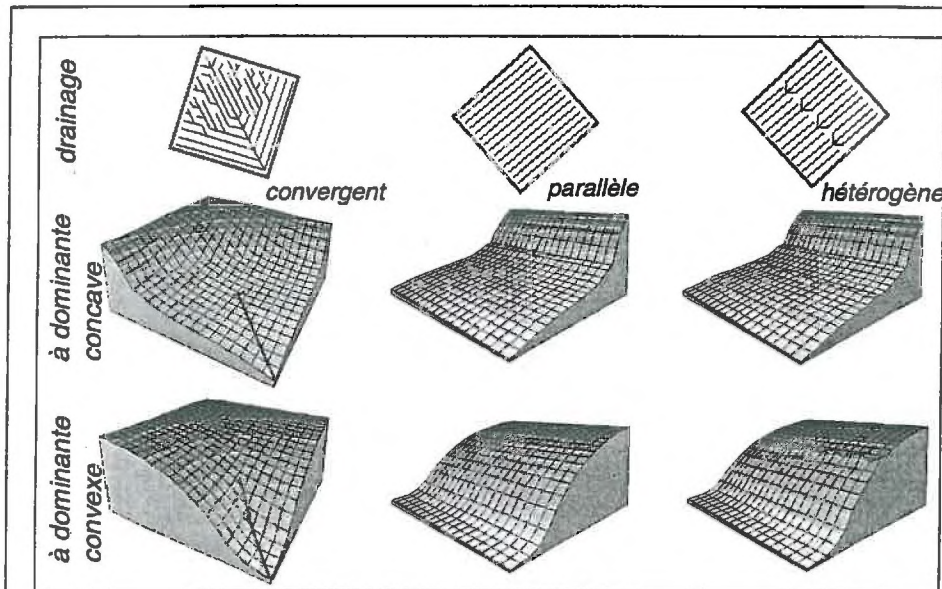 drainage
convergent
parallèle
hétérogène
à dominante
concave
à dominante
convexe